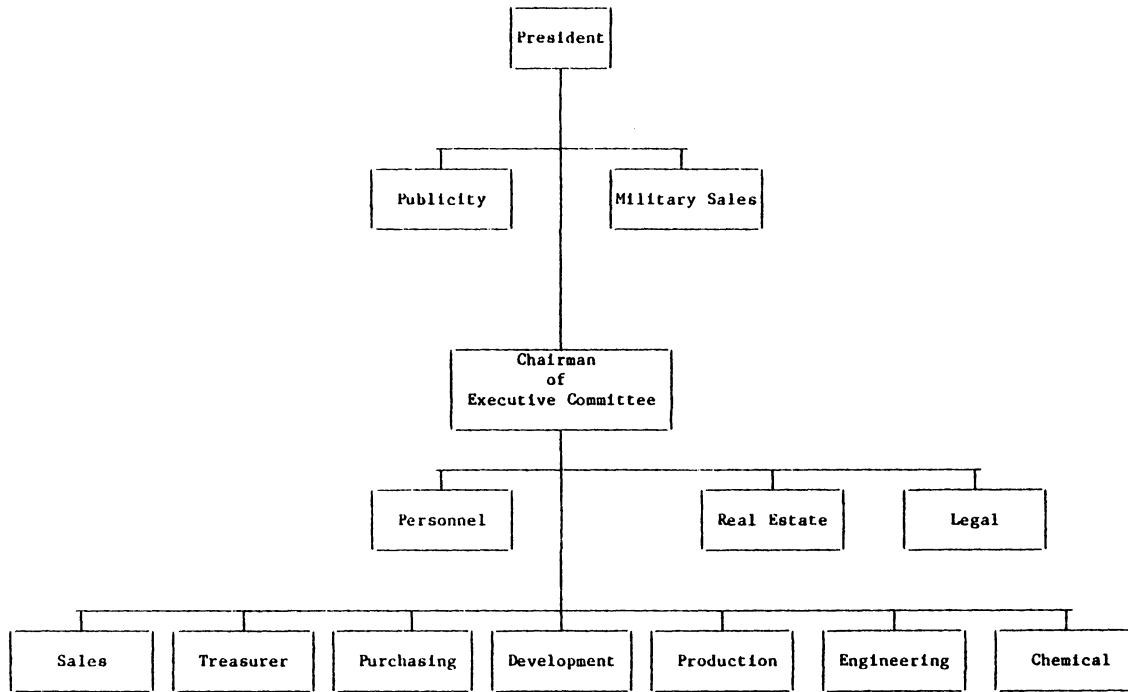 President
Publicity
Military Sales
Chairman
of
Executive Committee
Personnel
Real Estate
Legal
Sales
Treasurer
Purchasing
Development
Production
Engineering
Chemical